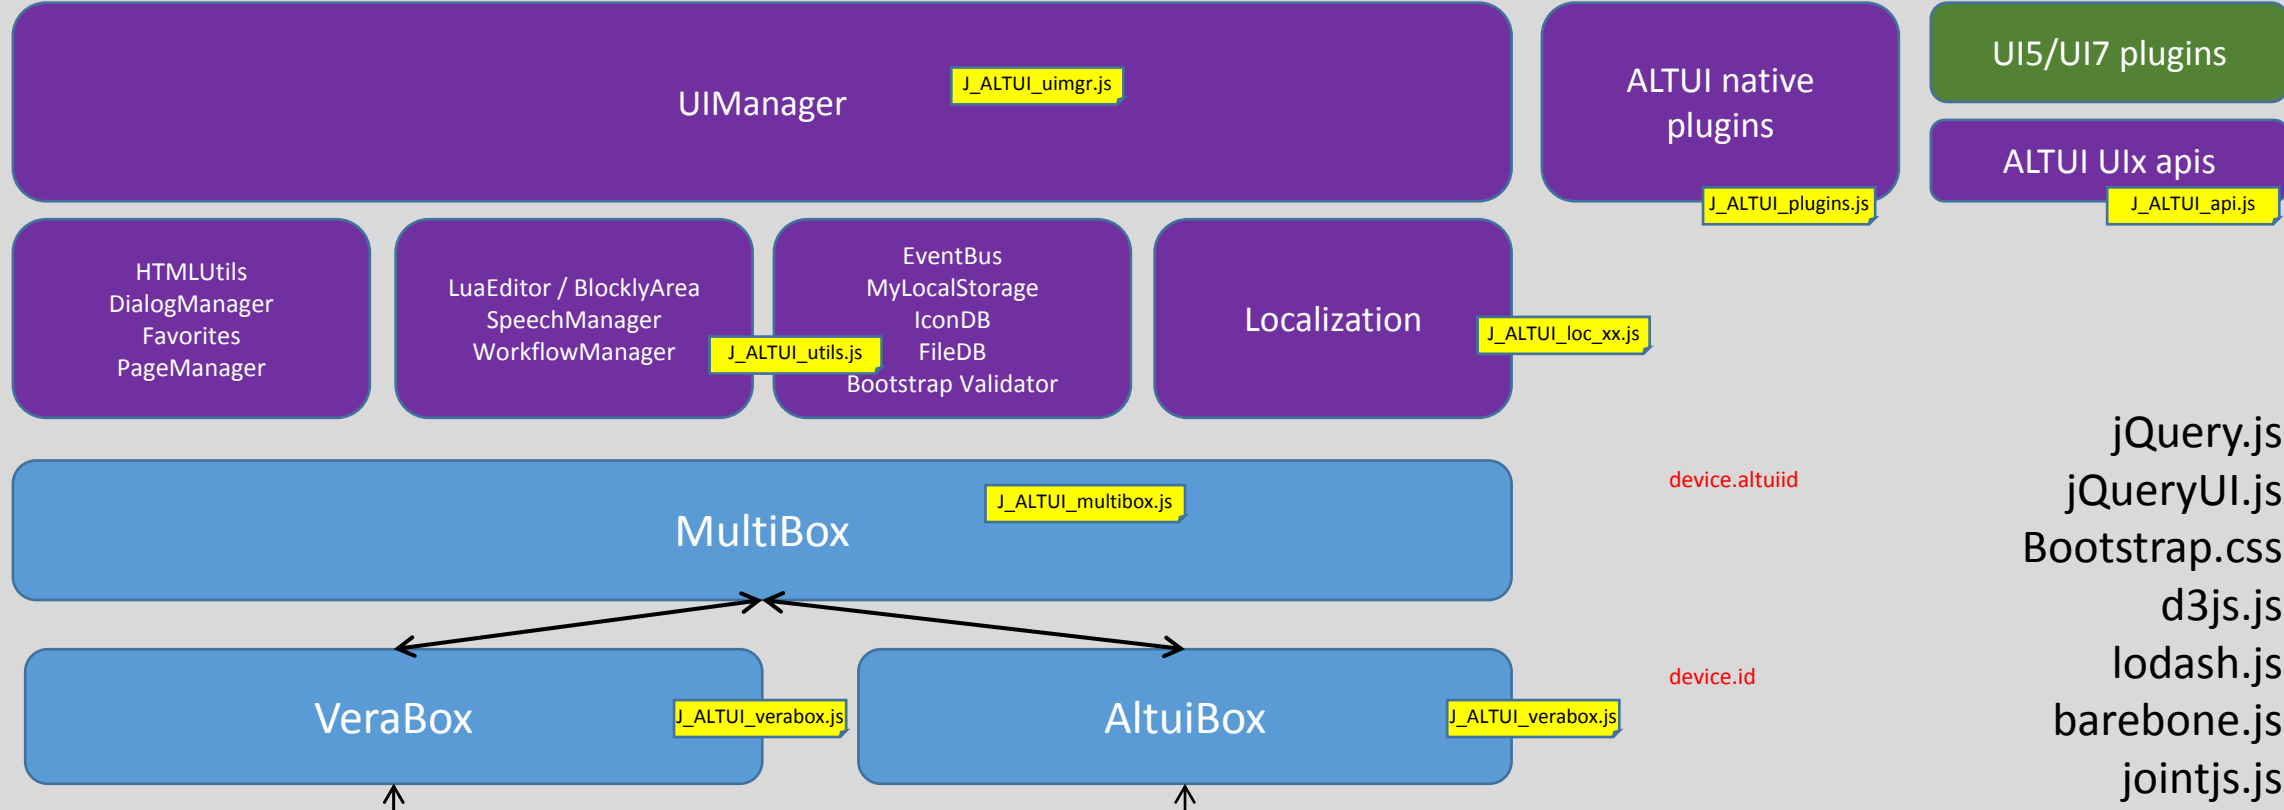 UIManager
J_ALTUI_uimgr.js
ALTUI native
plugins
J_ALTUI_plugins.js
UI5/UI7 plugins
ALTUI UIx apis
J_ALTUI_api.js
HTMLUtils
DialogManager
Favorites
PageManager
LuaEditor / BlocklyArea
SpeechManager
WorkflowManager
J_ALTUI_utils.js
EventBus
MyLocalStorage
IconDB
FileDB
Bootstrap Validator
Localization
J_ALTUI_loc_xx.js
MultiBox
J_ALTUI_multibox.js
device.altuiid
VeraBox
J_ALTUI_verabox.js
AltuiBox
J_ALTUI_verabox.js
device.id
jQuery.js
jQueryUI.js
Bootstrap.css
d3js.js
lodash.js
barebone.js
jointjs.js